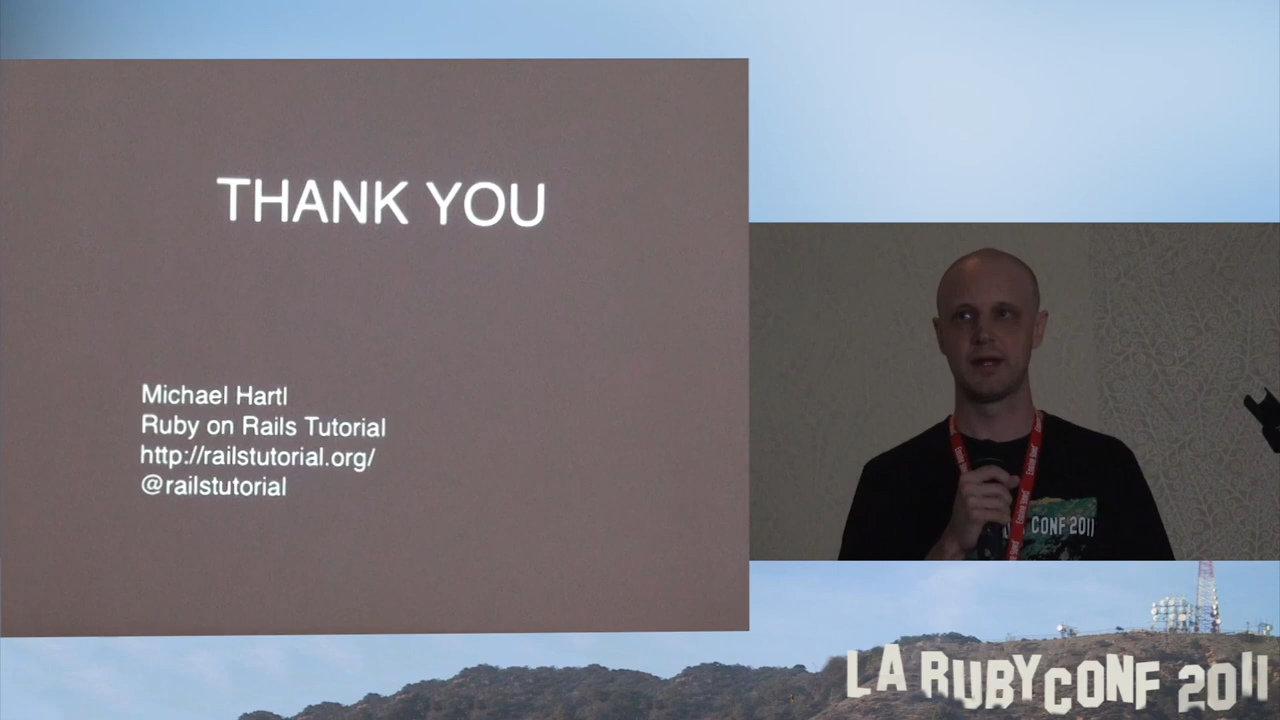 THANK YOU
Michael Hartl
Ruby on Rails Tutorial
http://railstutorial.org/
@railstutorial
CONF 2011
LA RUBYCONF 2011